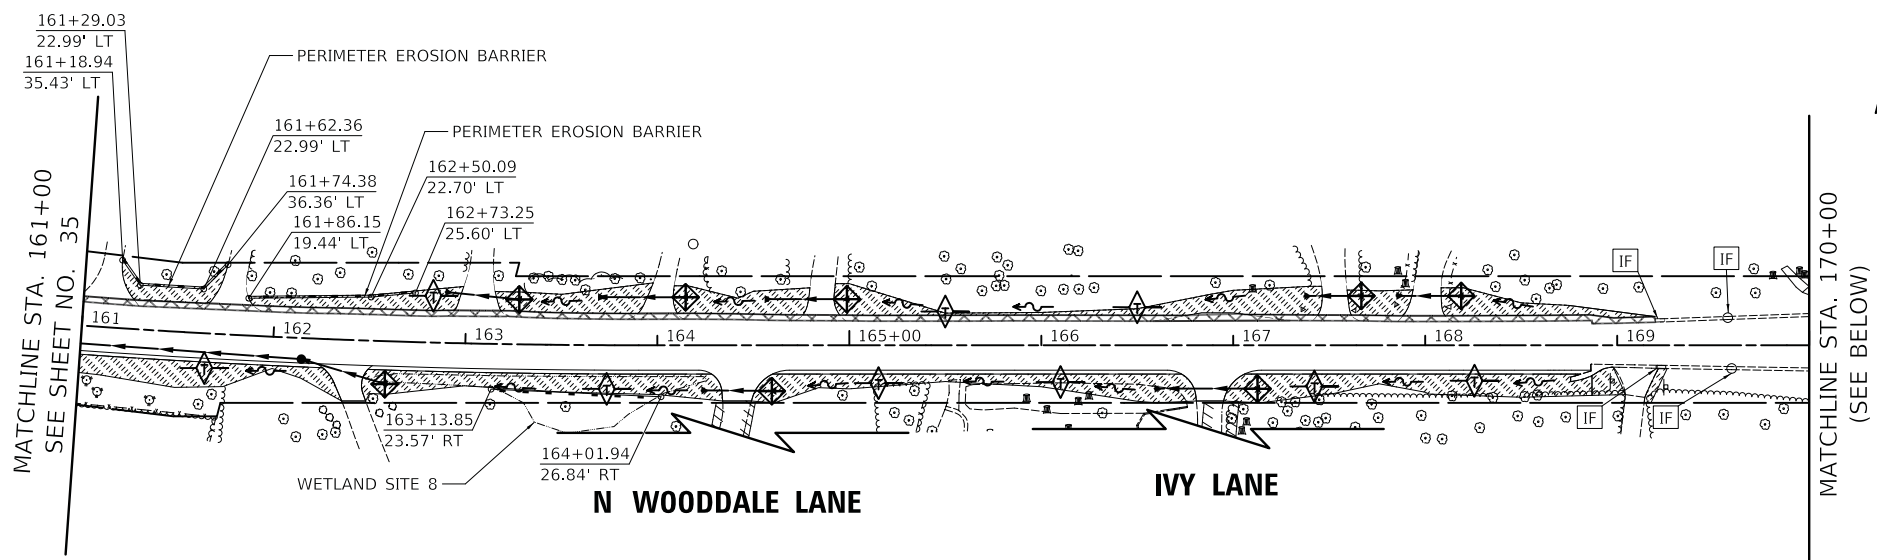 161+29.03
22.99' LT
161+18.94
35.43' LT
PERIMETER EROSION BARRIER
161+62.36
22.99' LT
PERIMETER EROSION BARRIER
161+74.38
36.36' LT
162+50.09
22.70' LT
161+86.15
19.44' LT
162+73.25
25.60' LT
MATCHLINE STA. 161+00
SEE SHEET NO. 35
IF
IF
T
T
T
161
162
163
164
165+00
166
167
168
169
T
T
T
T
T
T
163+13.85
23.57' RT
164+01.94
26.84' RT
WETLAND SITE 8
IF
IF
N WOODDALE LANE
IVY LANE
MATCHLINE STA. 170+00
(SEE BELOW)